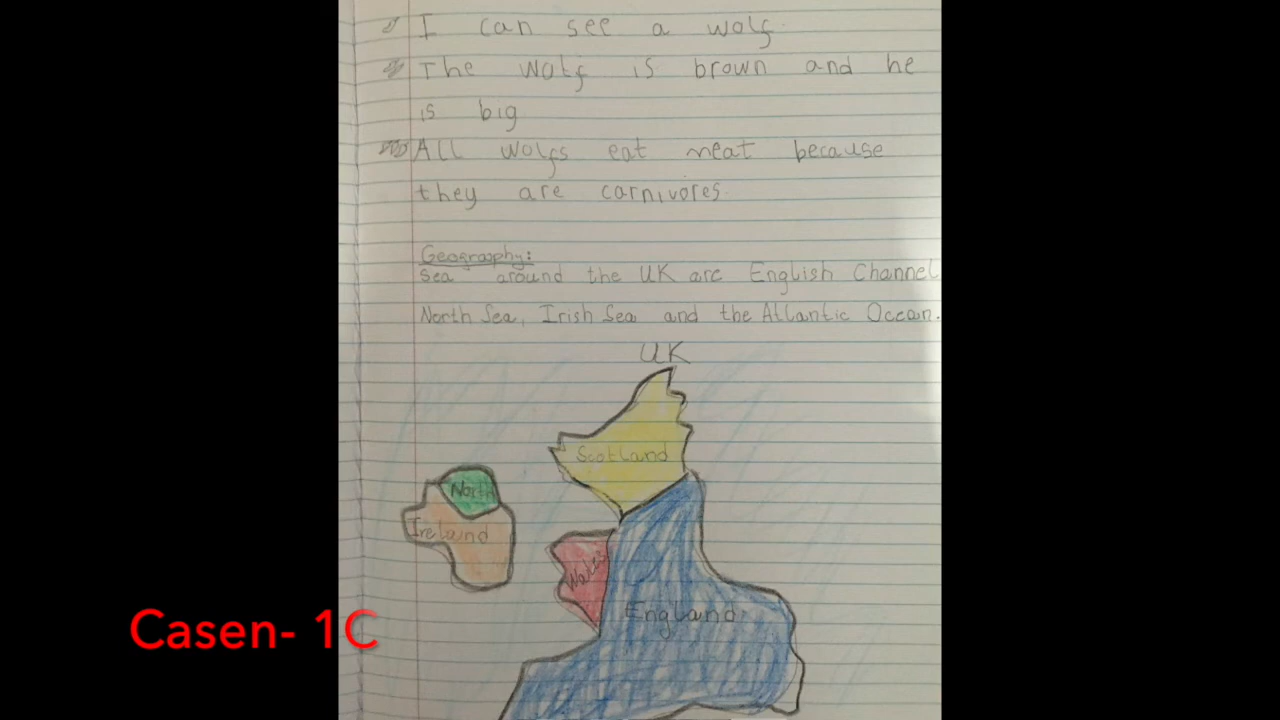 I can see a wolf.
The wolf is brown and he
is big
All wolfs eat meat because
they are carnivores.
Geography:
Sea around the UK are English Channel
North Sea, Irish Sea and the Atlantic Ocean.
UK
Scotland
North
Ireland
Wales
England
Casen- 1C